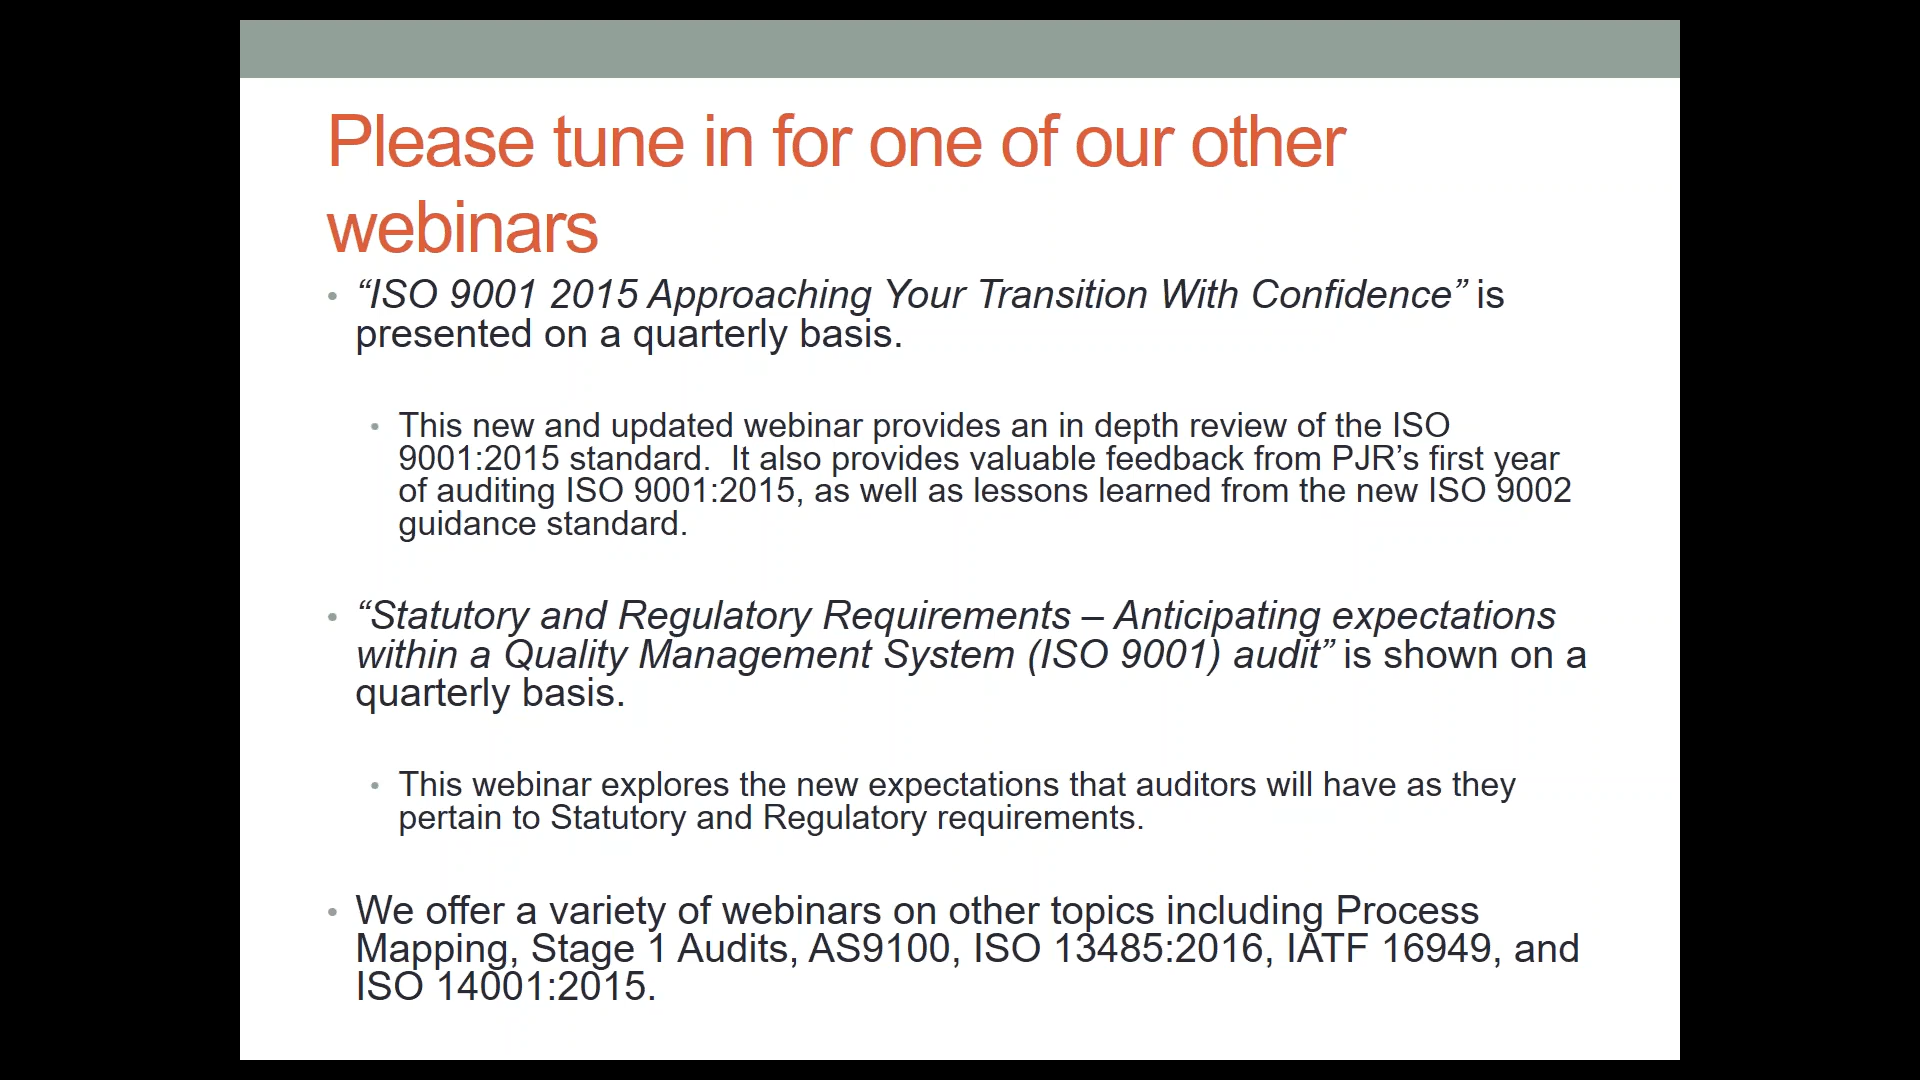 Please tune in for one of our other
webinars
• “ISO 9001 2015 Approaching Your Transition With Confidence” is
presented on a quarterly basis.
• This new and updated webinar provides an in depth review of the ISO
9001:2015 standard.  It also provides valuable feedback from PJR’s first year
of auditing ISO 9001:2015, as well as lessons learned from the new ISO 9002
guidance standard.
• “Statutory and Regulatory Requirements – Anticipating expectations
within a Quality Management System (ISO 9001) audit” is shown on a
quarterly basis.
• This webinar explores the new expectations that auditors will have as they
pertain to Statutory and Regulatory requirements.
• We offer a variety of webinars on other topics including Process
Mapping, Stage 1 Audits, AS9100, ISO 13485:2016, IATF 16949, and
ISO 14001:2015.